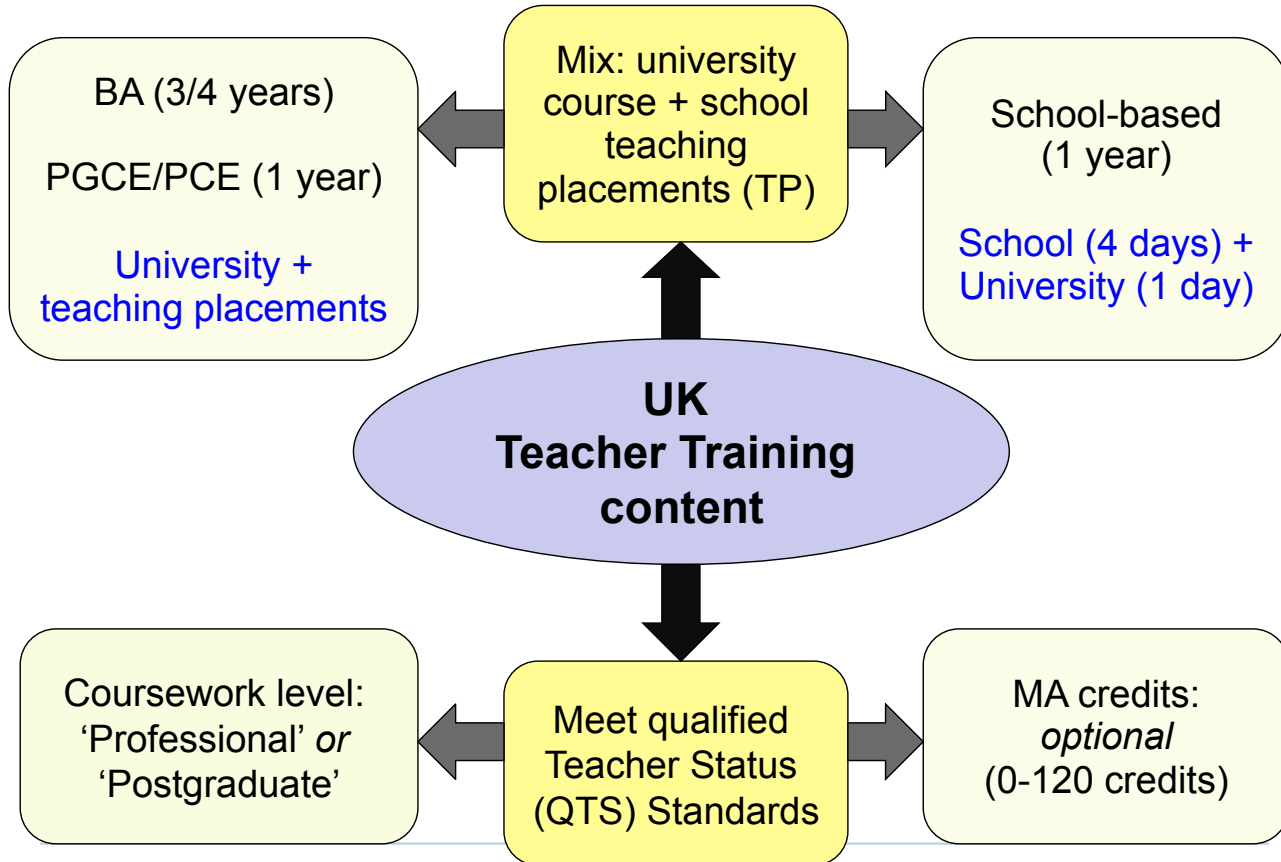 BA (3/4 years)
PGCE/PCE (1 year)
University +
teaching placements
Mix: university
course + school
teaching
placements (TP)
School-based
(1 year)
School (4 days) +
University (1 day)
UK
Teacher Training
content
Coursework level:
‘Professional’ or
‘Postgraduate’
Meet qualified
Teacher Status
(QTS) Standards
MA credits:
optional
(0-120 credits)